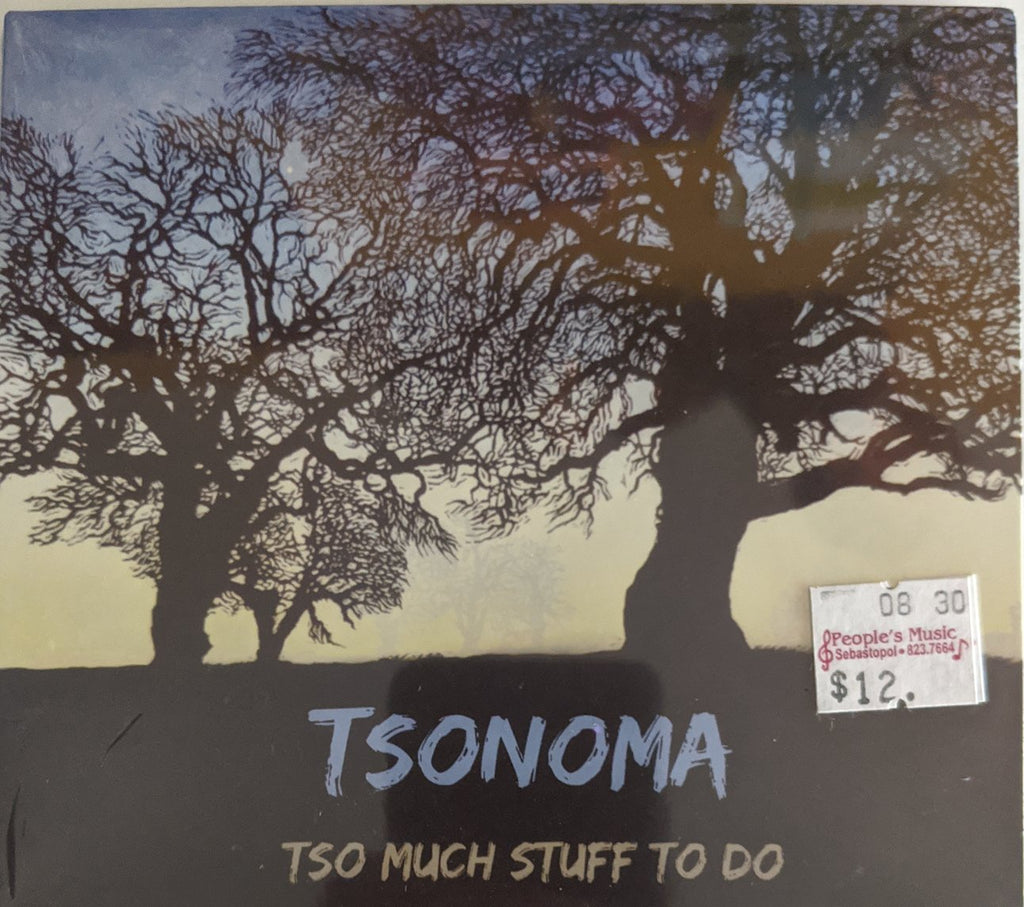 08 30
People's Music
Sebastopol • 823.7664
$12.
TSONOMA
TSO MUCH STUFF TO DO